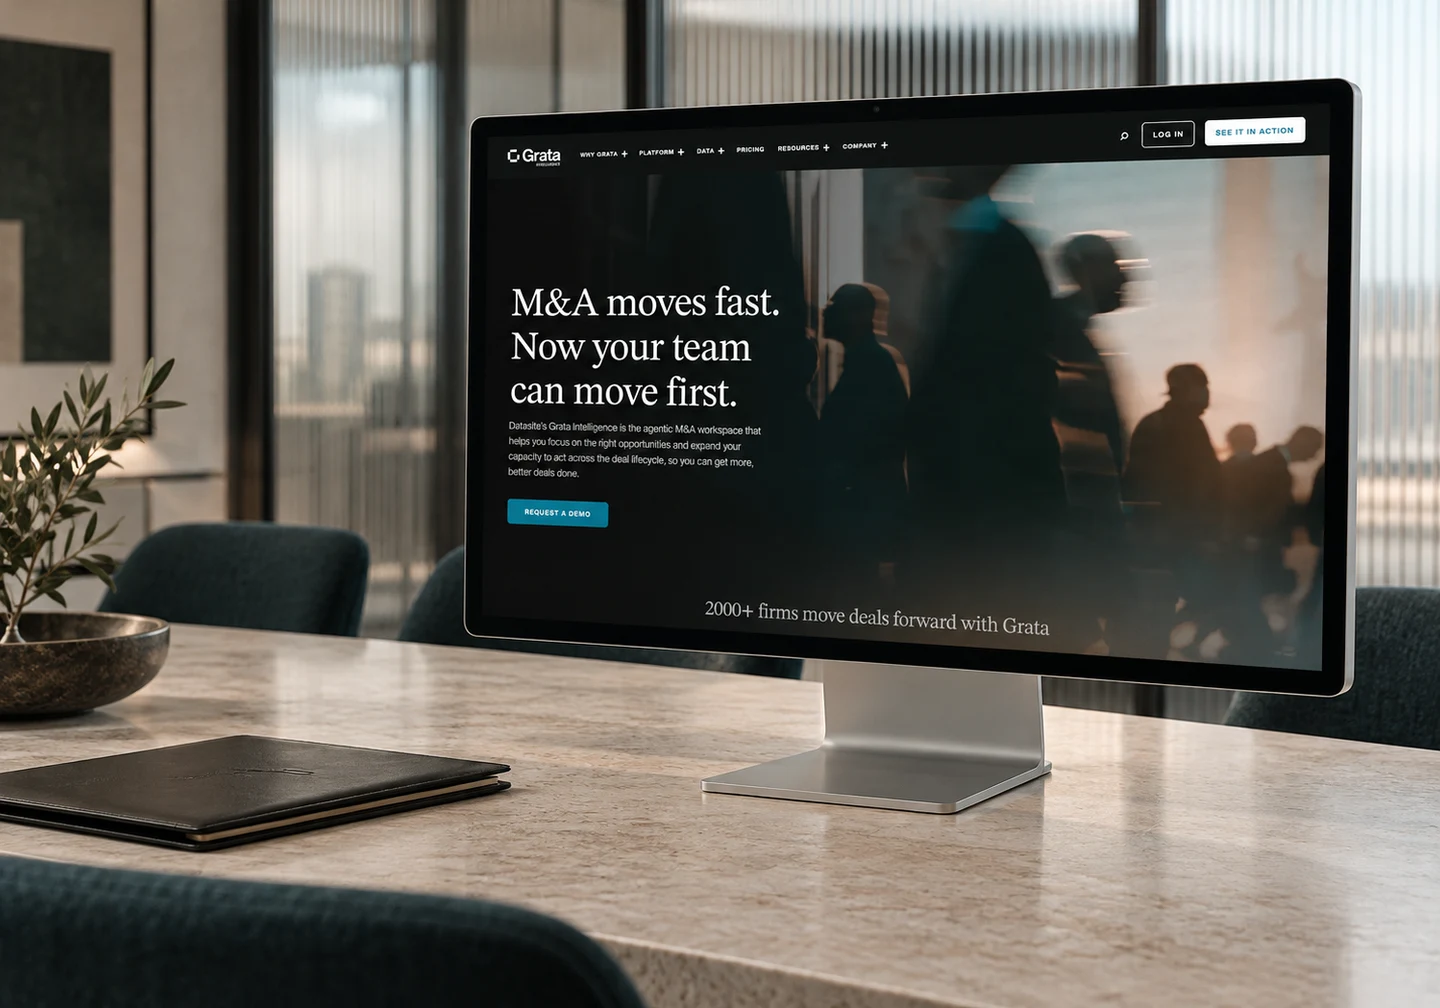 Grata
WHY GRATA +
PLATFORM +
DATA +
PRICING
RESOURCES +
COMPANY +
LOG IN
SEE IT IN ACTION
M&A moves fast.
Now your team
can move first.
Datasite's Grata Intelligence is the agentic M&A workspace that
helps you focus on the right opportunities and expand your
capacity to act across the deal lifecycle, so you can get more,
better deals done.
REQUEST A DEMO
2000+ firms move deals forward with Grata